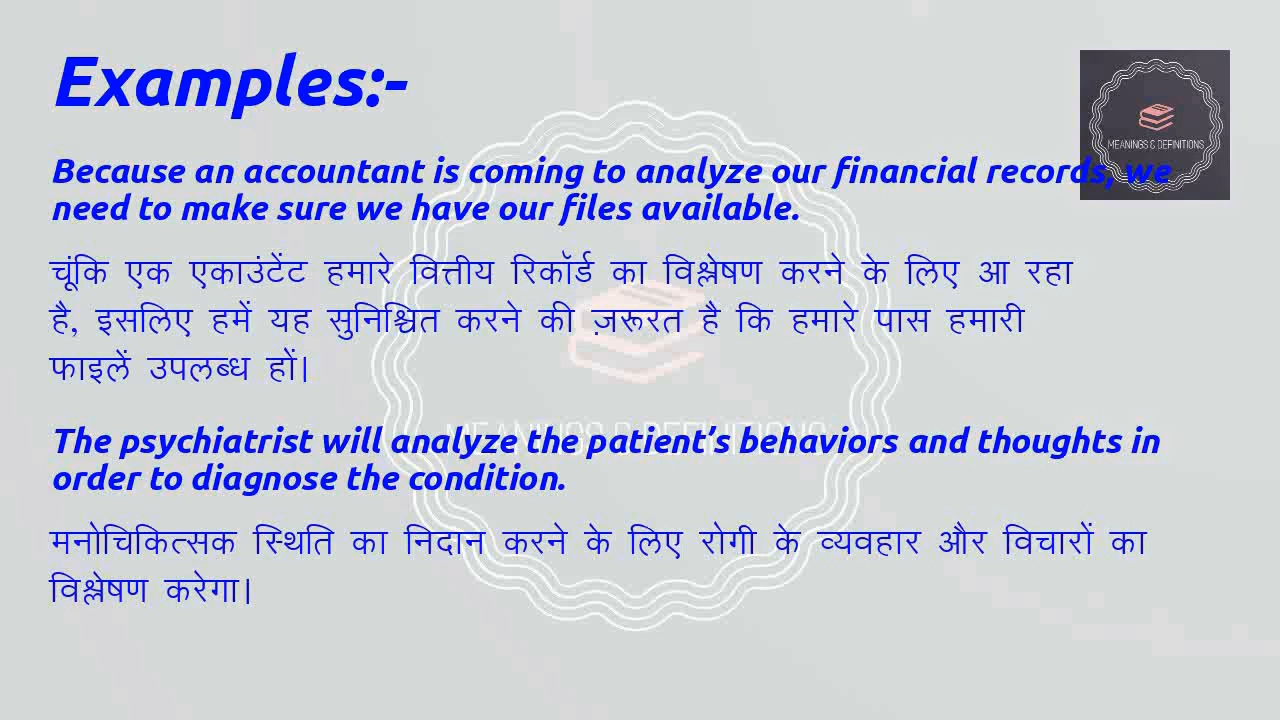 Examples:-
MEANINGS & DEFINITIONS
Because an accountant is coming to analyze our financial records, we
need to make sure we have our files available.
चूंकि एक एकाउंटेंट हमारे वित्तीय रिकॉर्ड का विश्लेषण करने के लिए आ रहा
है, इसलिए हमें यह सुनिश्चित करने की ज़रूरत है कि हमारे पास हमारी
फाइलें उपलब्ध हों।
MEANINGS & DEFINITIONS
The psychiatrist will analyze the patient’s behaviors and thoughts in
order to diagnose the condition.
मनोचिकित्सक स्थिति का निदान करने के लिए रोगी के व्यवहार और विचारों का
विश्लेषण करेगा।